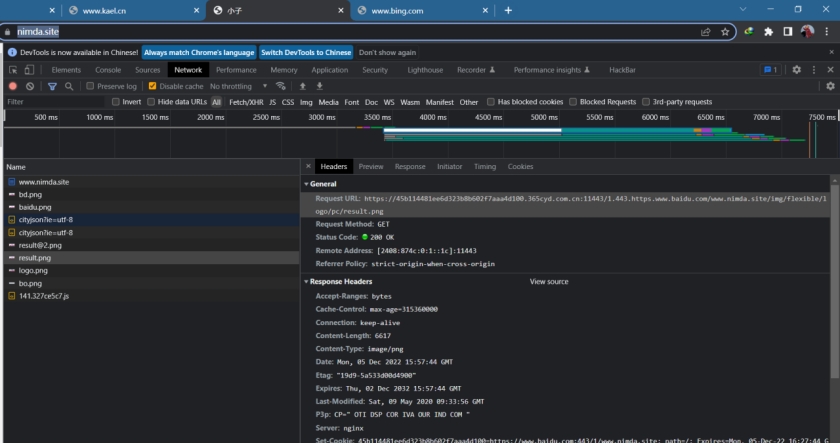 www.kael.cn
小子
www.bing.com
nimda.site
DevTools is now available in Chinese! Always match Chrome's language Switch DevTools to Chinese Don't show again
Elements Console Sources Network Performance Memory Application Security Lighthouse Recorder Performance insights HackBar 1
Preserve log Disable cache No throttling
Filter Invert Hide data URLs All Fetch/XHR JS CSS Img Media Font Doc WS Wasm Manifest Other Has blocked cookies Blocked Requests 3rd-party requests
500 ms 1000 ms 1500 ms 2000 ms 2500 ms 3000 ms 3500 ms 4000 ms 4500 ms 5000 ms 5500 ms 6000 ms 6500 ms 7000 ms 7500 ms
Name
www.nimda.site
bd.png
baidu.png
cityjson?ie=utf-8
cityjson?ie=utf-8
result@2.png
result.png
logo.png
bo.png
141.327ce5c7.js
Headers Preview Response Initiator Timing Cookies
General
Request URL: https://45b114481ee6d323b8b602f7aaa4d100.365cyd.com.cn:11443/1.443.https.www.baidu.com/www.nimda.site/img/flexible/l
ogo/pc/result.png
Request Method: GET
Status Code: 200 OK
Remote Address: [2408:874c:0:1::1c]:11443
Referrer Policy: strict-origin-when-cross-origin
Response Headers View source
Accept-Ranges: bytes
Cache-Control: max-age=315360000
Connection: keep-alive
Content-Length: 6617
Content-Type: image/png
Date: Mon, 05 Dec 2022 15:57:44 GMT
Etag: "19d9-5a533d00d4900"
Expires: Thu, 02 Dec 2032 15:57:44 GMT
Last-Modified: Sat, 09 May 2020 09:33:56 GMT
P3p: CP=" OTI DSP COR IVA OUR IND COM "
Server: nginx
Set-Cookie: 45b114481ee6d323b8b602f7aaa4d100=https://www.baidu.com:443/1/www.nimda.site; path=/; Expires=Mon, 05-Dec-22 16:27:44 G